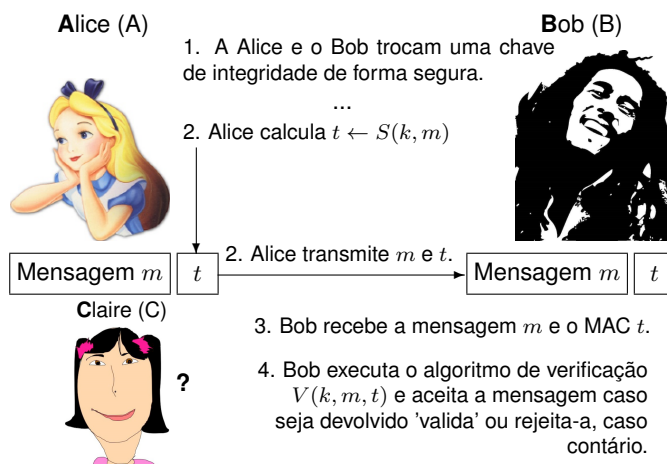 Alice (A)
Bob (B)
1. A Alice e o Bob trocam uma chave
de integridade de forma segura.
...
2. Alice calcula t ← S(k, m)
2. Alice transmite m e t.
Mensagem m
t
Mensagem m
t
Claire (C)
?
3. Bob recebe a mensagem m e o MAC t.
4. Bob executa o algoritmo de verificação
V(k, m, t) e aceita a mensagem caso
seja devolvido 'valida' ou rejeita-a, caso
contário.